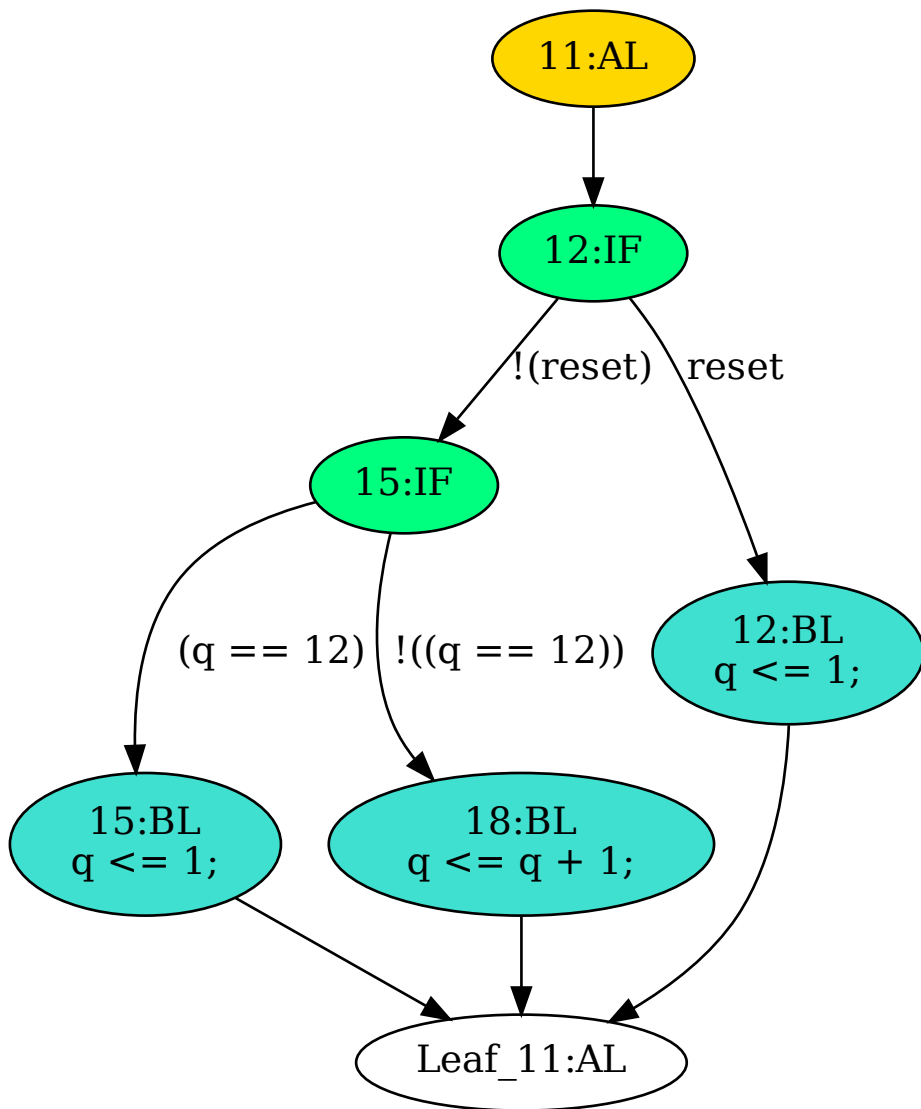 11:AL
12:IF
!(reset)
reset
15:IF
(q == 12)
!((q == 12))
12:BL
q <= 1;
15:BL
q <= 1;
18:BL
q <= q + 1;
Leaf_11:AL